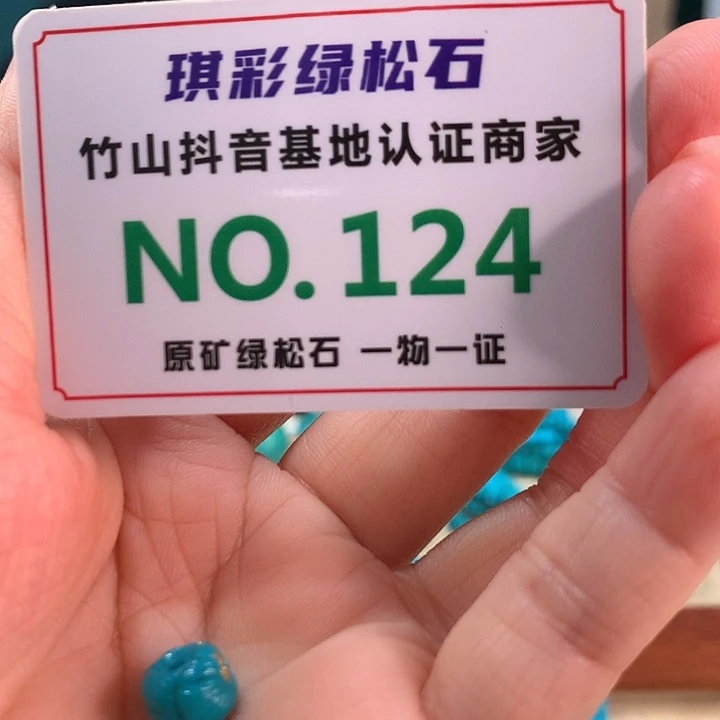 琪彩绿松石
竹山抖音基地认证商家
NO.124
原矿绿松石 一物一证